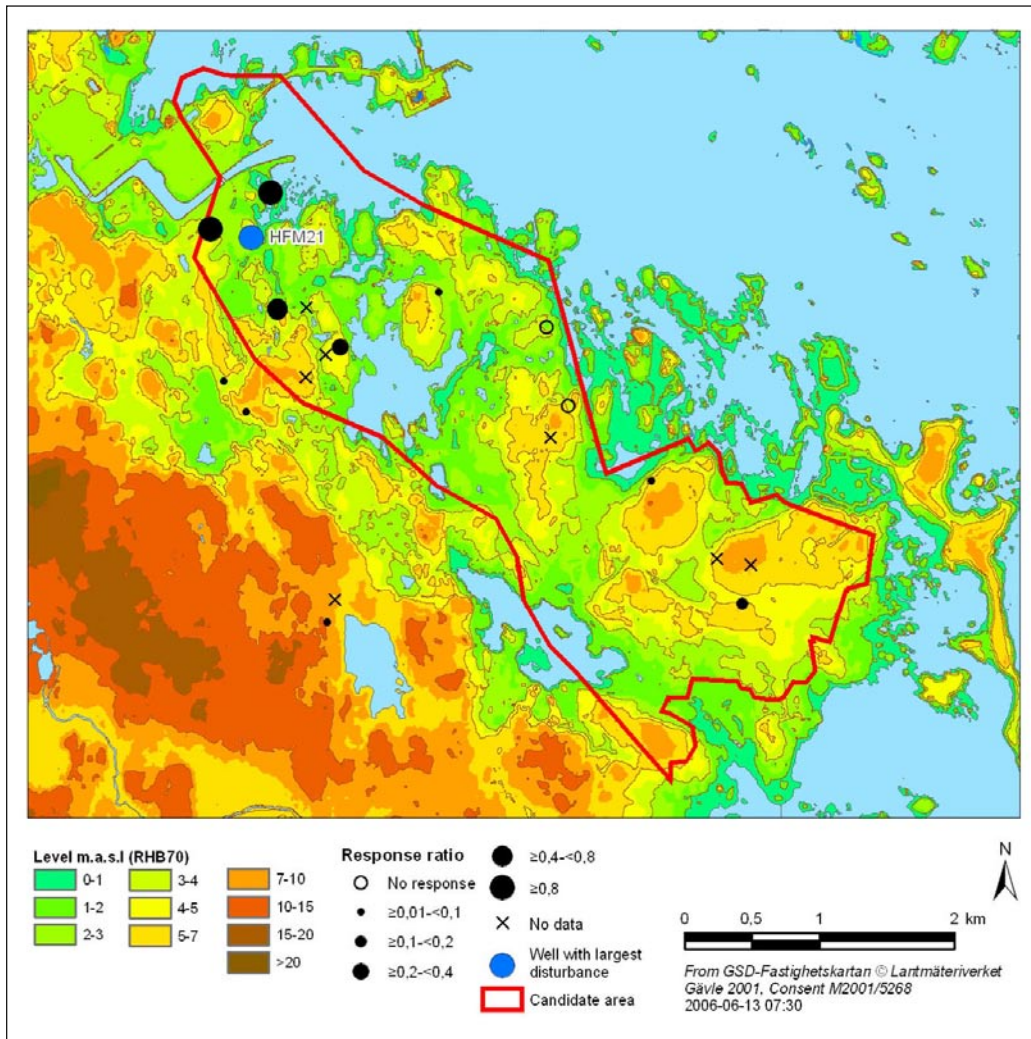 HFM21
Level m.a.s.l (RHB70)
0-1
1-2
2-3
3-4
4-5
5-7
7-10
10-15
15-20
>20
Response ratio
No response
≥0,01-<0,1
≥0,1-<0,2
≥0,2-<0,4
≥0,4-<0,8
≥0,8
No data
Well with largest
disturbance
Candidate area
N
0 0,5 1 2 km
From GSD-Fastighetskartan © Lantmäteriverket
Gävle 2001, Consent M2001/5268
2006-06-13 07:30